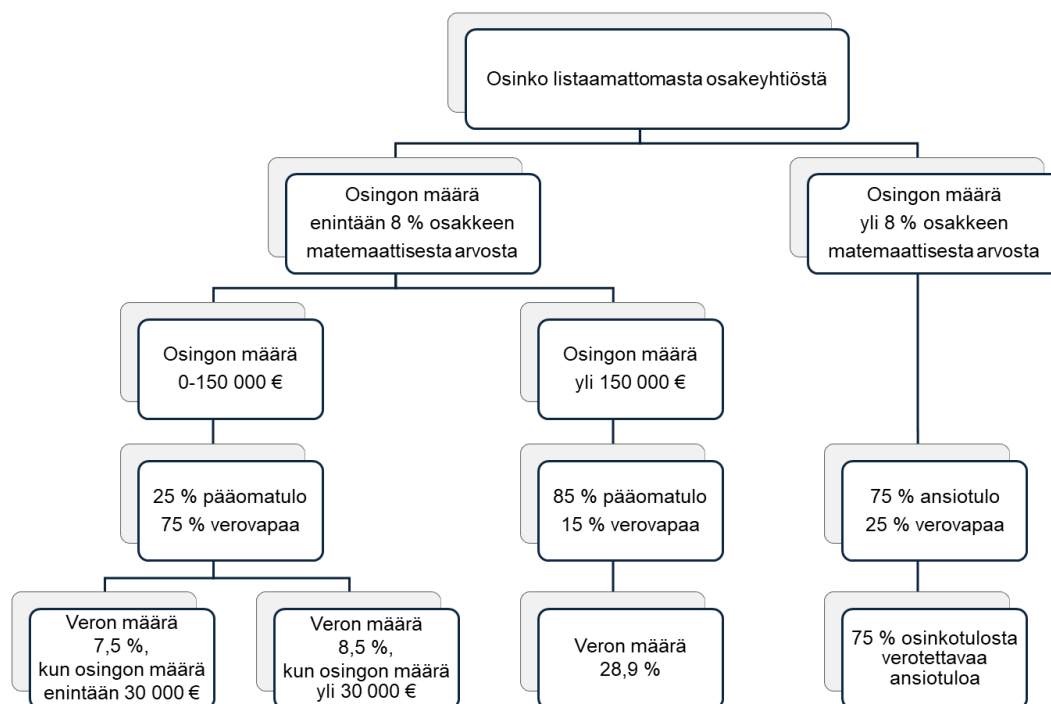 Osinko listaamattomasta osakeyhtiöstä
Osingon määrä
enintään 8 % osakkeen
matemaattisesta arvosta
Osingon määrä
yli 8 % osakkeen
matemaattisesta arvosta
Osingon määrä
0-150 000 €
Osingon määrä
yli 150 000 €
25 % pääomatulo
75 % verovapaa
85 % pääomatulo
15 % verovapaa
75 % ansiotulo
25 % verovapaa
Veron määrä
7,5 %,
kun osingon määrä
enintään 30 000 €
Veron määrä
8,5 %,
kun osingon määrä
yli 30 000 €
Veron määrä
28,9 %
75 % osinkotulosta
verotettavaa
ansiotuloa